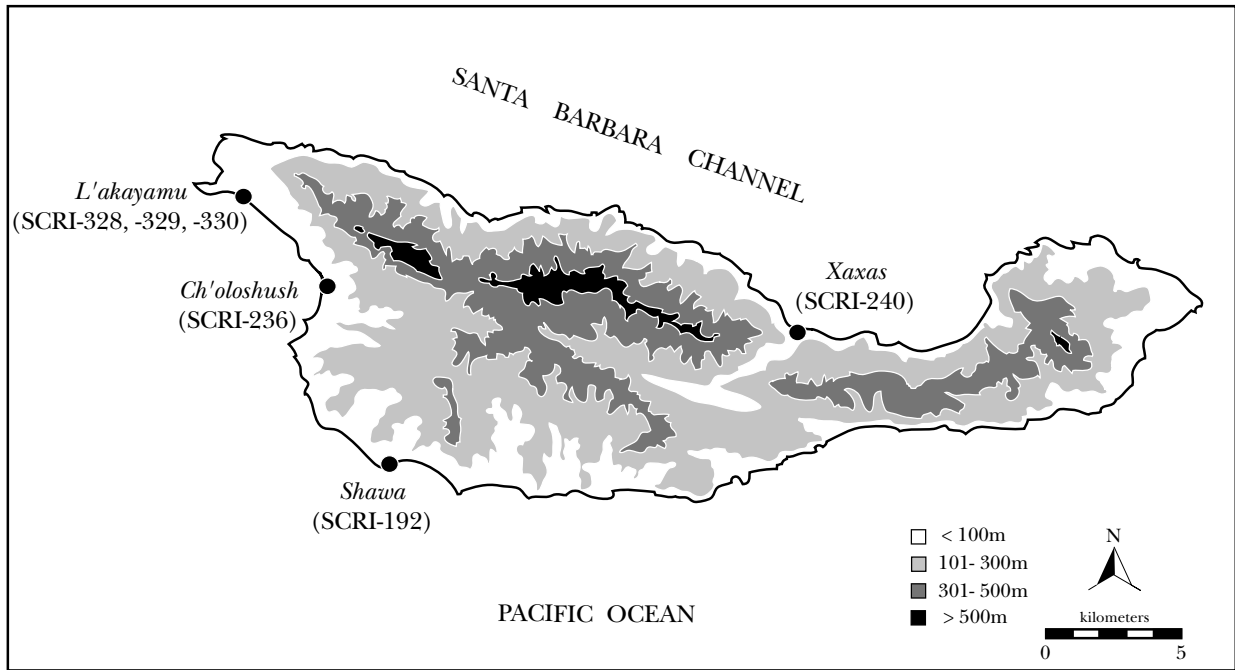 SANTA BARBARA CHANNEL
L'akayamu
(SCRI-328, -329, -330)
Ch'oloshush
(SCRI-236)
Xaxas
(SCRI-240)
Shawa
(SCRI-192)
PACIFIC OCEAN
< 100m
101- 300m
301- 500m
> 500m
N
kilometers
0 5